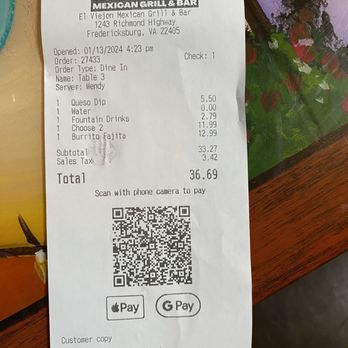 MEXICAN GRILL & BAR
El Viejon Mexican Grill & Bar
1243 Richmond Highway
Fredericksburg, VA 22405
Opened: 01/13/2024 4:23 pm
Order: 27433 Check: 1
Order Type: Dine In
Name: Table 3
Server: Wendy
1 Queso Dip 5.50
1 Water 0.00
1 Fountain Drinks 2.79
1 Choose 2 11.99
1 Burrito Fajita 12.99
Subtotal 33.27
Sales Tax 3.42
Total 36.69
Scan with phone camera to pay
Pay G Pay
Customer copy